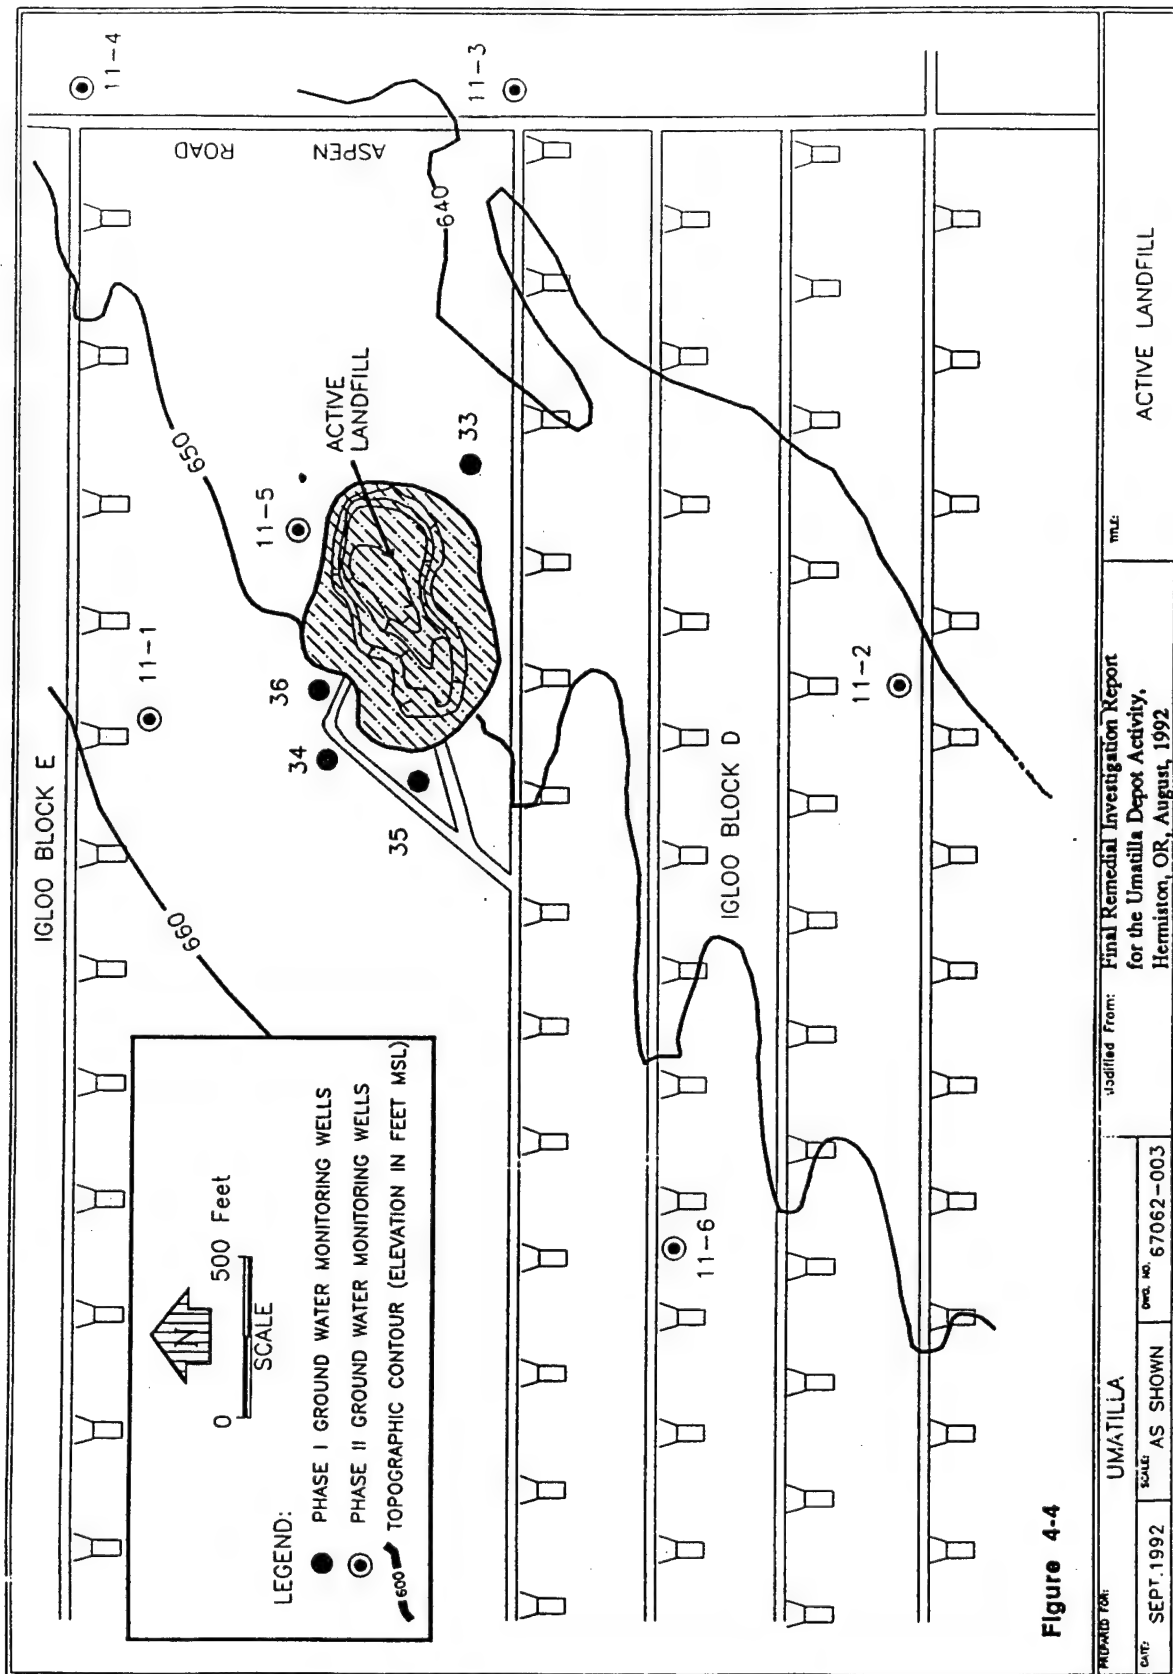 IGLOO BLOCK E
11-4
ROAD
ASPEN
11-3
640
650
660
11-1
11-5
ACTIVE
LANDFILL
36
34
35
33
IGLOO BLOCK D
11-2
11-6
N
0 500 Feet
SCALE
LEGEND:
PHASE I GROUND WATER MONITORING WELLS
PHASE II GROUND WATER MONITORING WELLS
600 TOPOGRAPHIC CONTOUR (ELEVATION IN FEET MSL)
Figure 4-4
PREPARED FOR:
UMATILLA
DATE: SEPT.1992
SCALE: AS SHOWN
DWG. NO. 67062-003
Modified From: Final Remedial Investigation Report
for the Umatilla Depot Activity,
Hermiston, OR, August, 1992
TITLE:
ACTIVE LANDFILL